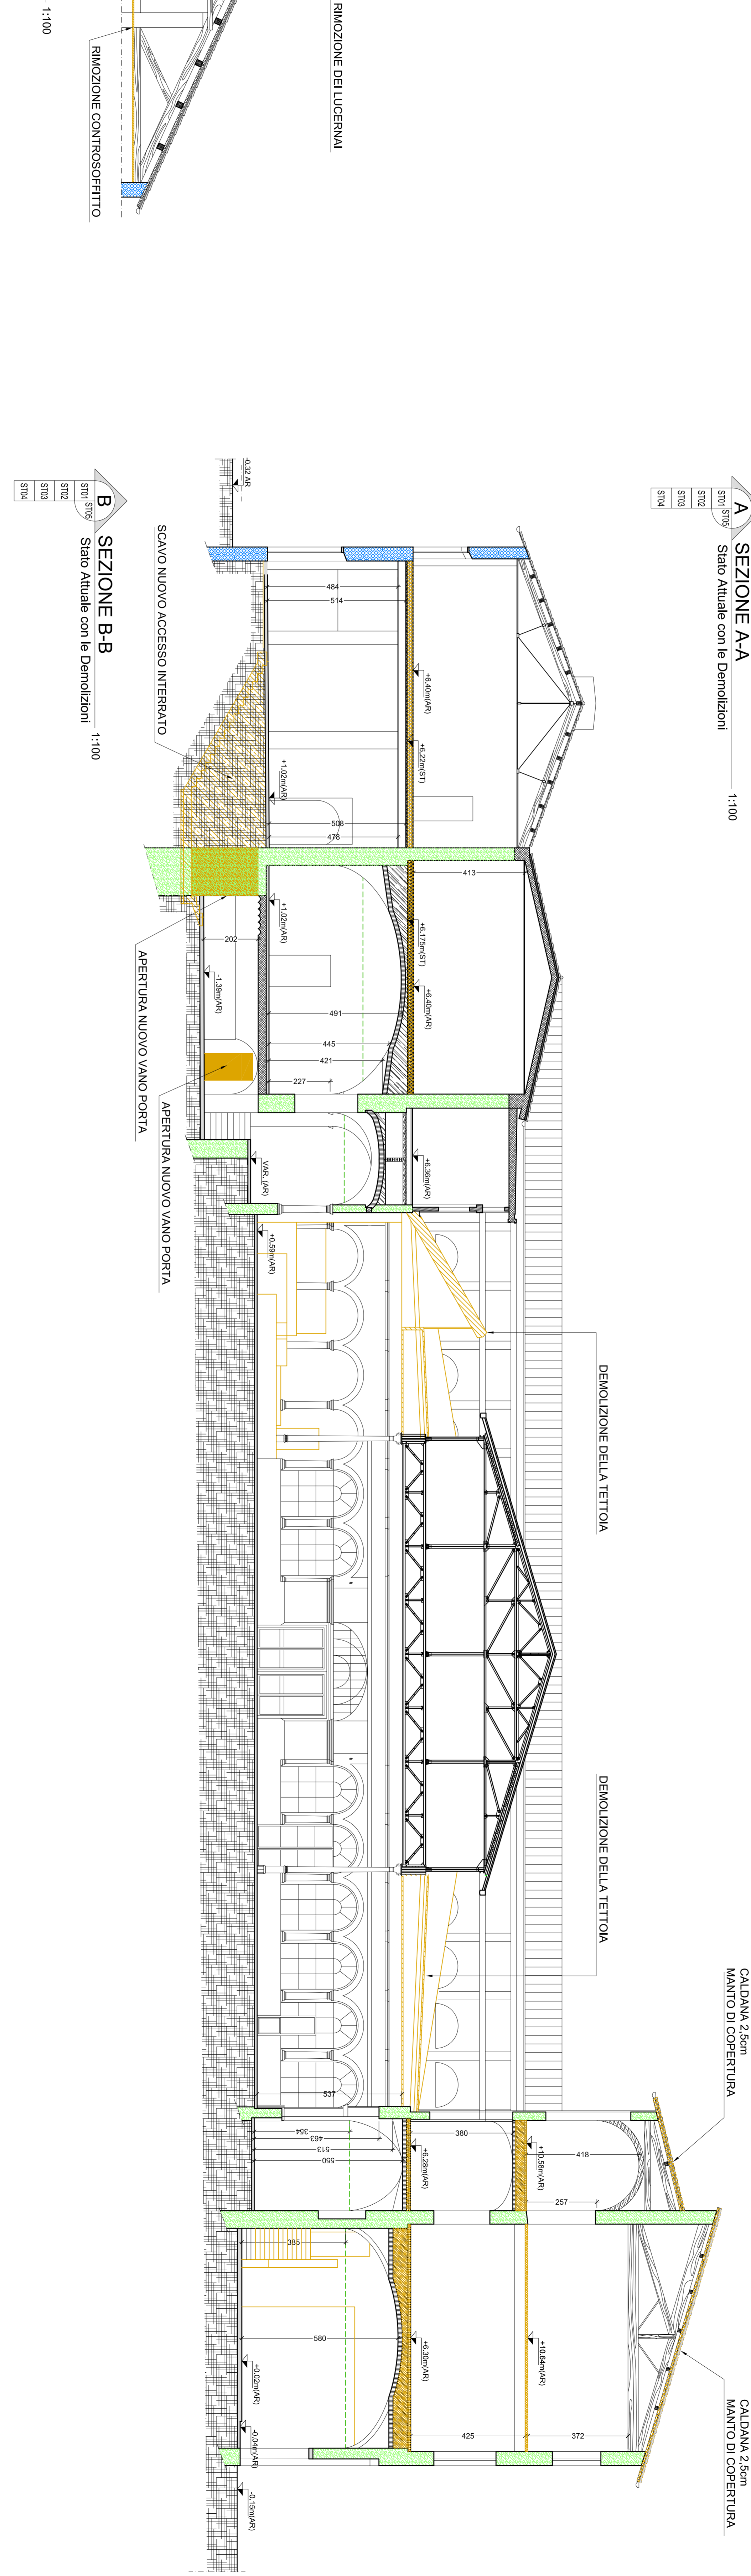 1:100
RIMOZIONE CONTROSOFFITTO
RIMOZIONE DEI LUCERNAI
A
ST01
ST05
ST02
ST03
ST04
SEZIONE A-A
Stato Attuale con le Demolizioni
1:100
B
ST01
ST05
ST02
ST03
ST04
SEZIONE B-B
Stato Attuale con le Demolizioni
1:100
-0.32 AR
SCAVO NUOVO ACCESSO INTERRATO
484
514
+6,40m(AR)
+6,22m(ST)
+1,02m(AR)
508
478
413
+1,02m(AR)
+6,175m(ST)
+6,40m(AR)
202
-1,39m(AR)
491
445
421
227
APERTURA NUOVO VANO PORTA
APERTURA NUOVO VANO PORTA
VAR. (AR)
+6,36m(AR)
+0,59m(AR)
DEMOLIZIONE DELLA TETTOIA
DEMOLIZIONE DELLA TETTOIA
CALDANA 2,5cm
MANTO DI COPERTURA
537
354
463
513
550
+6,28m(AR)
380
+10,58m(AR)
418
257
385
580
+6,30m(AR)
+10,64m(AR)
425
372
+0,02m(AR)
-0,04m(AR)
-0,15m(AR)
CALDANA 2,5cm
MANTO DI COPERTURA